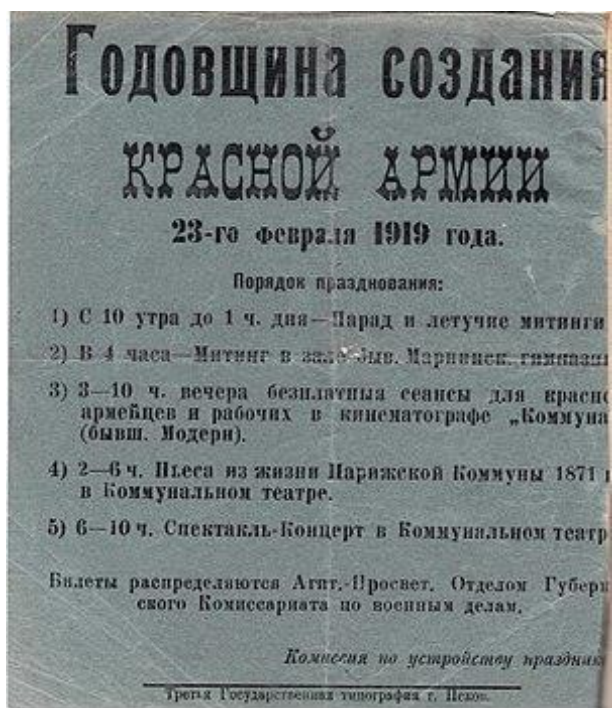 Годовщина создания
КРАСНОЙ АРМИИ
23-го февраля 1919 года.
Порядок празднования:
1) С 10 утра до 1 ч. дня—Парад и летучие митинги
2) В 4 часа—Митинг в зале быв. Мариинск. гимнази
3) 3—10 ч. вечера безплатныя сеансы для красно
армейцев и рабочих в кинематографе „Коммуна
(бывш. Модерн).
4) 2—6 ч. Пьеса из жизни Парижской Коммуны 1871 г
в Коммунальном театре.
5) 6—10 ч. Спектакль-Концерт в Коммунальном театр
Билеты распределяются Агит.-Просвет. Отделом Губерн
ского Комиссариата по военным делам.
Комиссия по устройству праздник
Третья Государственная типография г. Псков.